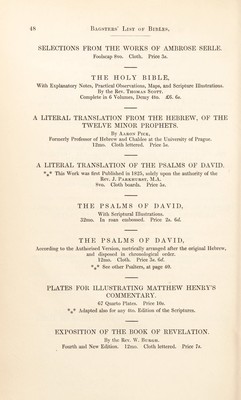 48 Bagsters' List of Bibles,
SELECTIONS FROM THE WORKS OF AMBROSE SERLE.
Foolscap 8vo. Cloth. Price 5s.
THE HOLY BIBLE,
With Explanatory Notes, Practical Observations, Maps, and Scripture Illustrations.
By the Rev. Thomas Scott.
Complete in 6 Volumes, Demy 4to. £5. 6s.
A LITERAL TRANSLATION FROM THE HEBREW, OF THE
TWELVE MINOR PROPHETS.
By Aaron Pick,
Formerly Professor of Hebrew and Chaldee at the University of Prague.
12mo. Cloth lettered. Price 5s.
A LITERAL TRANSLATION OF THE PSALMS OF DAVID.
*⁎* This Work was first Published in 1825, solely upon the authority of the
Rev. J. Parkhurst, M.A.
8vo. Cloth boards. Price 5s.
THE PSALMS OF DAVID,
With Scriptural Illustrations.
32mo. In roan embossed. Price 2s. 6d.
THE PSALMS OF DAVID,
According to the Authorised Version, metrically arranged after the original Hebrew,
and disposed in chronological order.
12mo. Cloth. Price 3s. 6d.
*⁎* See other Psalters, at page 40.
PLATES FOR ILLUSTRATING MATTHEW HENRY'S
COMMENTARY.
67 Quarto Plates. Price 10s.
*⁎* Adapted also for any 4to. Edition of the Scriptures.
EXPOSITION OF THE BOOK OF REVELATION.
By the Rev. W. Burgh.
Fourth and New Edition. 12mo. Cloth lettered. Price 7s.